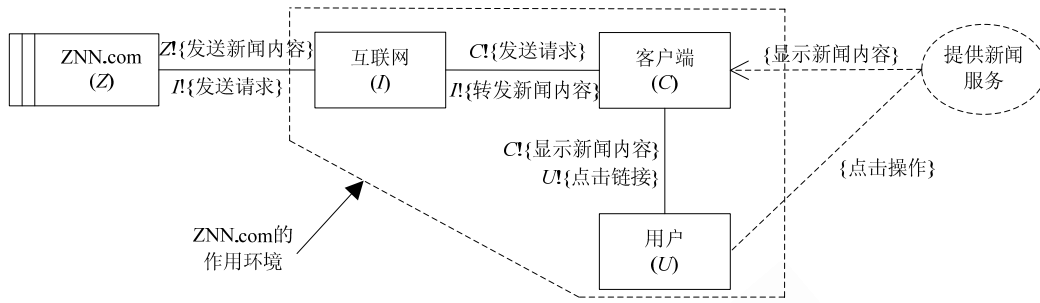 ZNN.com
(Z)
Z!{发送新闻内容}
I!{发送请求}
互联网
(I)
C!{发送请求}
I!{转发新闻内容}
客户端
(C)
{显示新闻内容}
提供新闻
服务
C!{显示新闻内容}
U!{点击链接}
{点击操作}
ZNN.com的
作用环境
用户
(U)